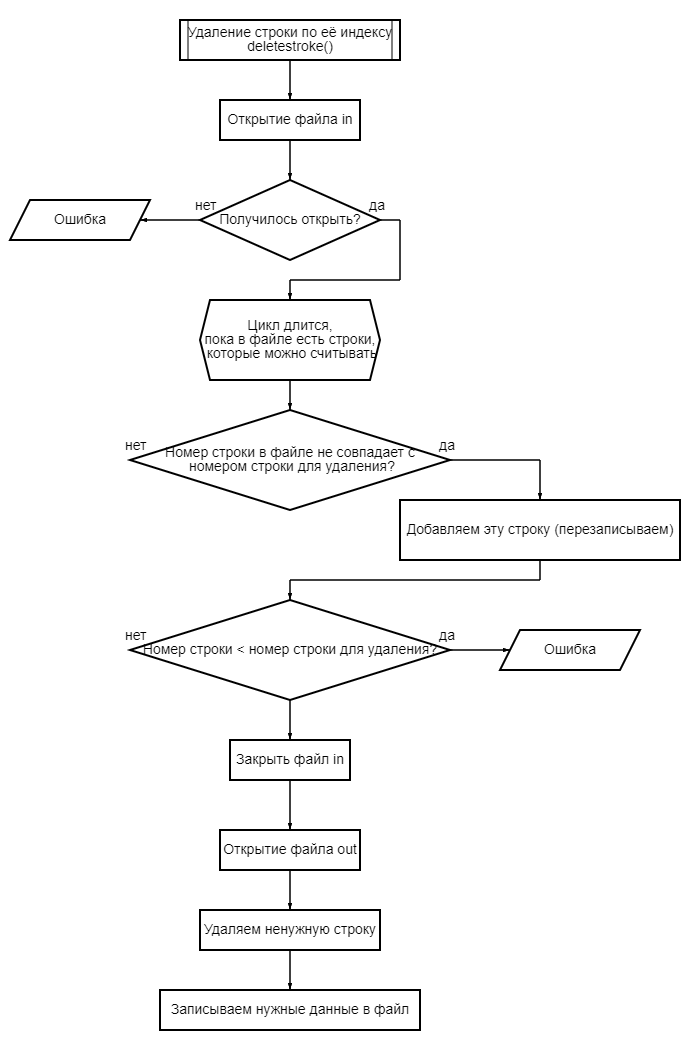 Удаление строки по её индексу
deletestroke()
Открытие файла in
нет
да
Получилось открыть?
Ошибка
Цикл длится,
пока в файле есть строки,
которые можно считывать
нет
да
Номер строки в файле не совпадает с
номером строки для удаления?
Добавляем эту строку (перезаписываем)
нет
да
Номер строки < номер строки для удаления?
Ошибка
Закрыть файл in
Открытие файла out
Удаляем ненужную строку
Записываем нужные данные в файл